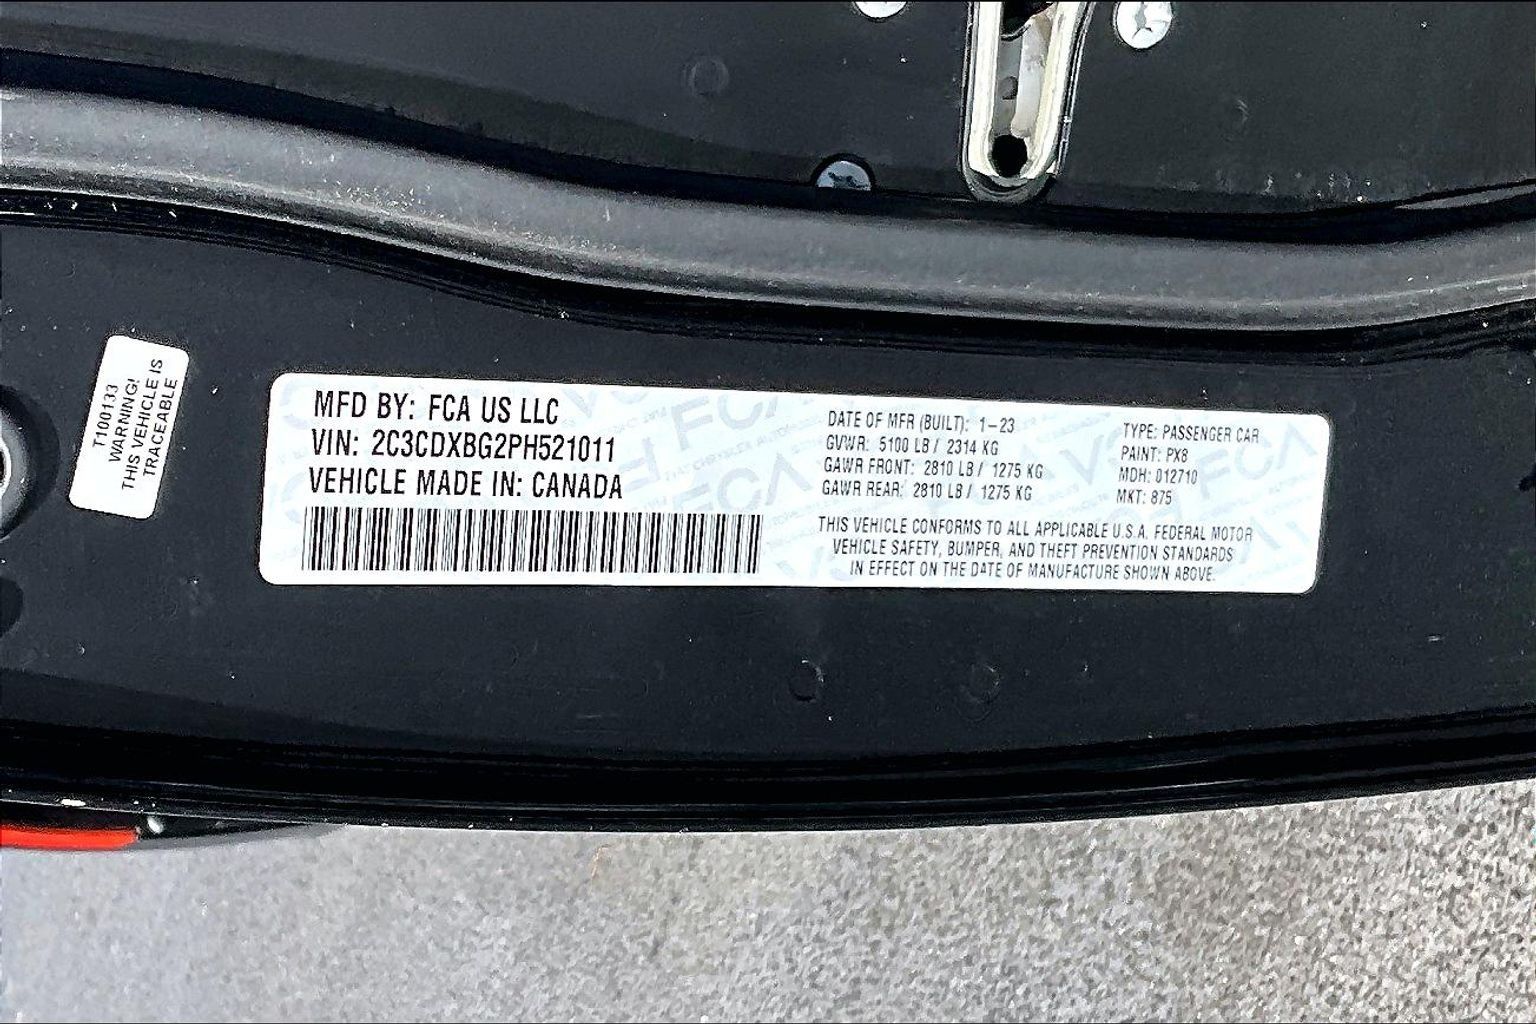 T100133
WARNING!
THIS VEHICLE IS
TRACEABLE
MFD BY: FCA US LLC
VIN: 2C3CDXBG2PH521011
VEHICLE MADE IN: CANADA
DATE OF MFR (BUILT): 1-23
GVWR: 5100 LB / 2314 KG
GAWR FRONT: 2810 LB / 1275 KG
GAWR REAR: 2810 LB / 1275 KG
TYPE: PASSENGER CAR
PAINT: PX8
MDH: 012710
MKT: 875
THIS VEHICLE CONFORMS TO ALL APPLICABLE U.S.A. FEDERAL MOTOR
VEHICLE SAFETY, BUMPER, AND THEFT PREVENTION STANDARDS
IN EFFECT ON THE DATE OF MANUFACTURE SHOWN ABOVE.